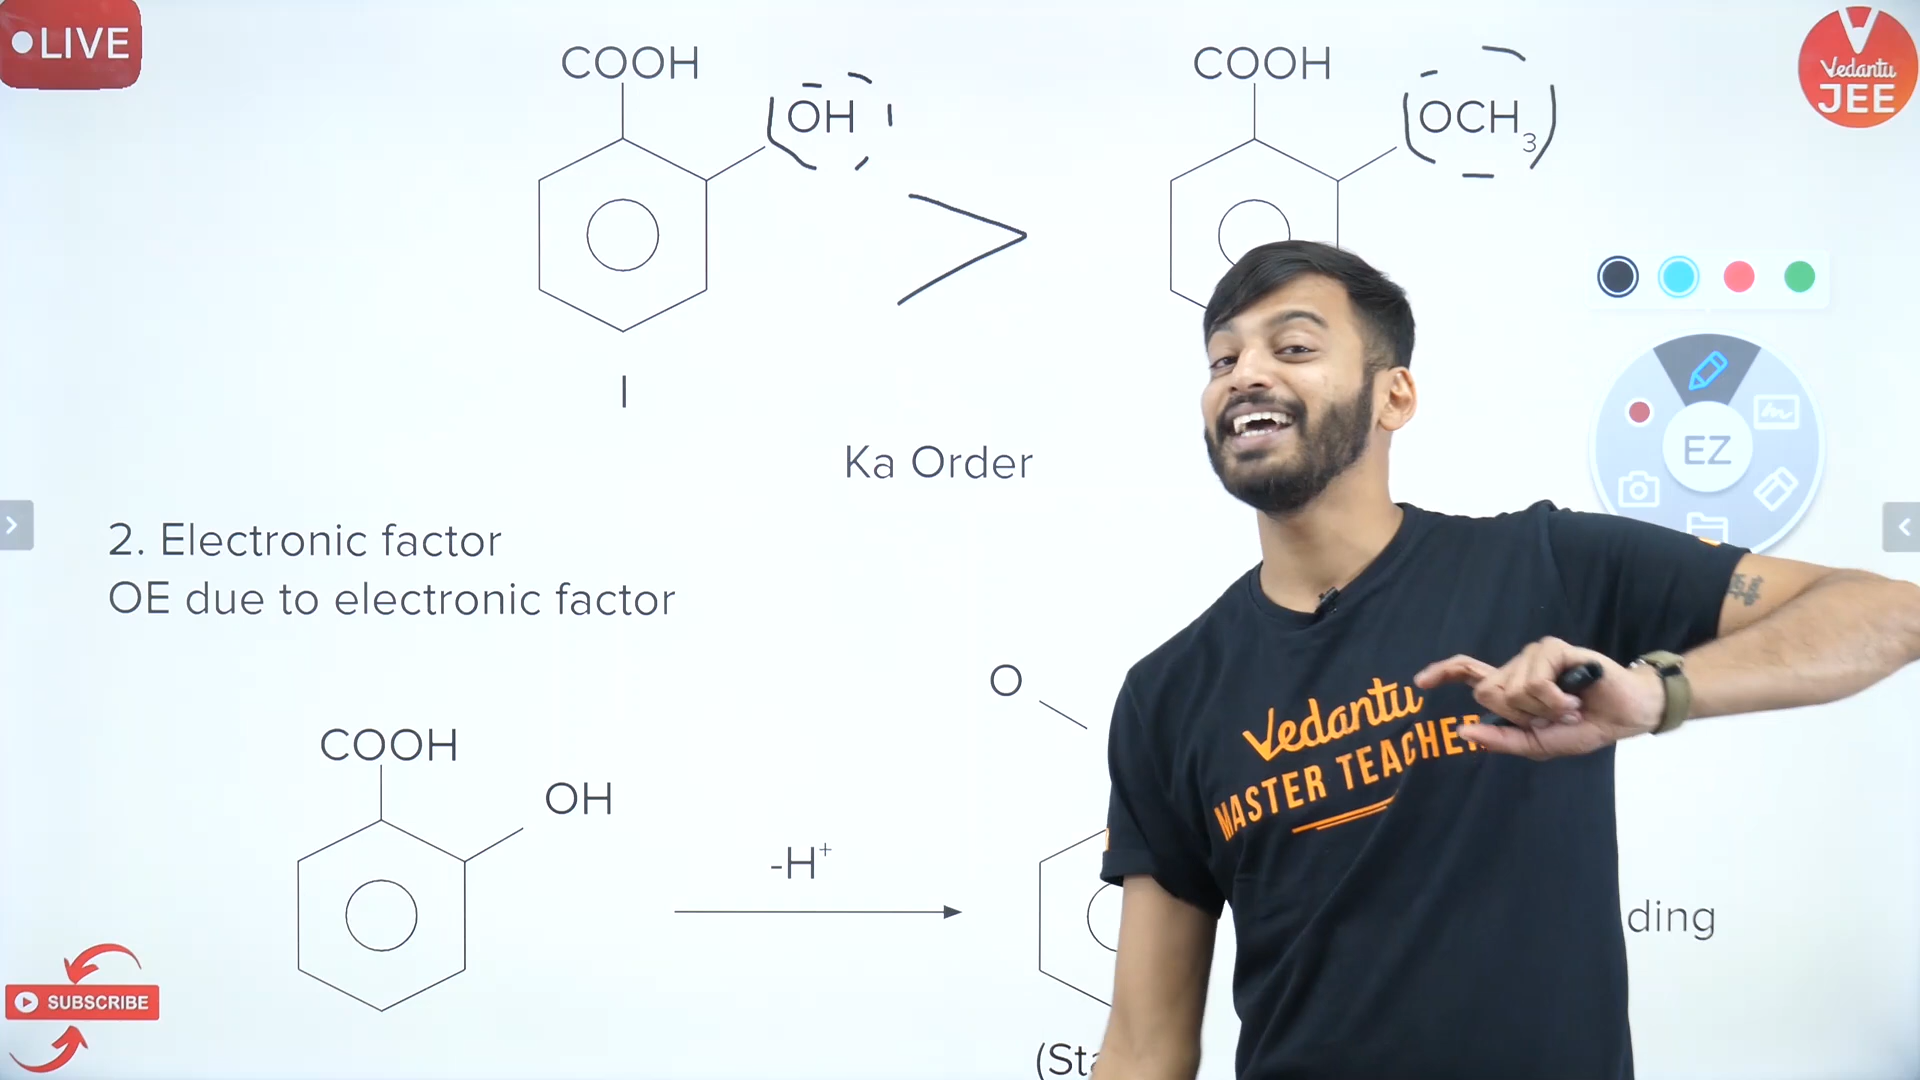 LIVE
COOH
OH
COOH
OCH₃
Vedantu
JEE
I
Ka Order
EZ
2. Electronic factor
OE due to electronic factor
O
COOH
OH
-H⁺
Vedantu
MASTER TEACHER
ding
SUBSCRIBE
(Sta